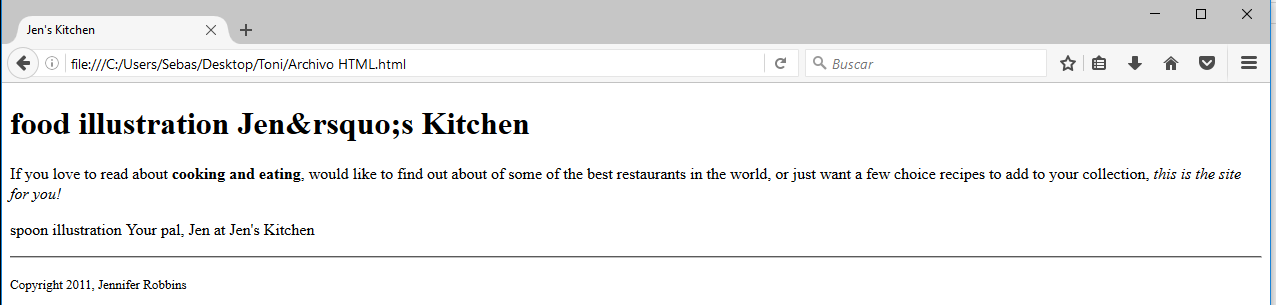 Jen's Kitchen
file:///C:/Users/Sebas/Desktop/Toni/Archivo HTML.html
Buscar
food illustration Jen&rsquo;s Kitchen
If you love to read about cooking and eating, would like to find out about of some of the best restaurants in the world, or just want a few choice recipes to add to your collection, this is the site
for you!
spoon illustration Your pal, Jen at Jen's Kitchen
Copyright 2011, Jennifer Robbins